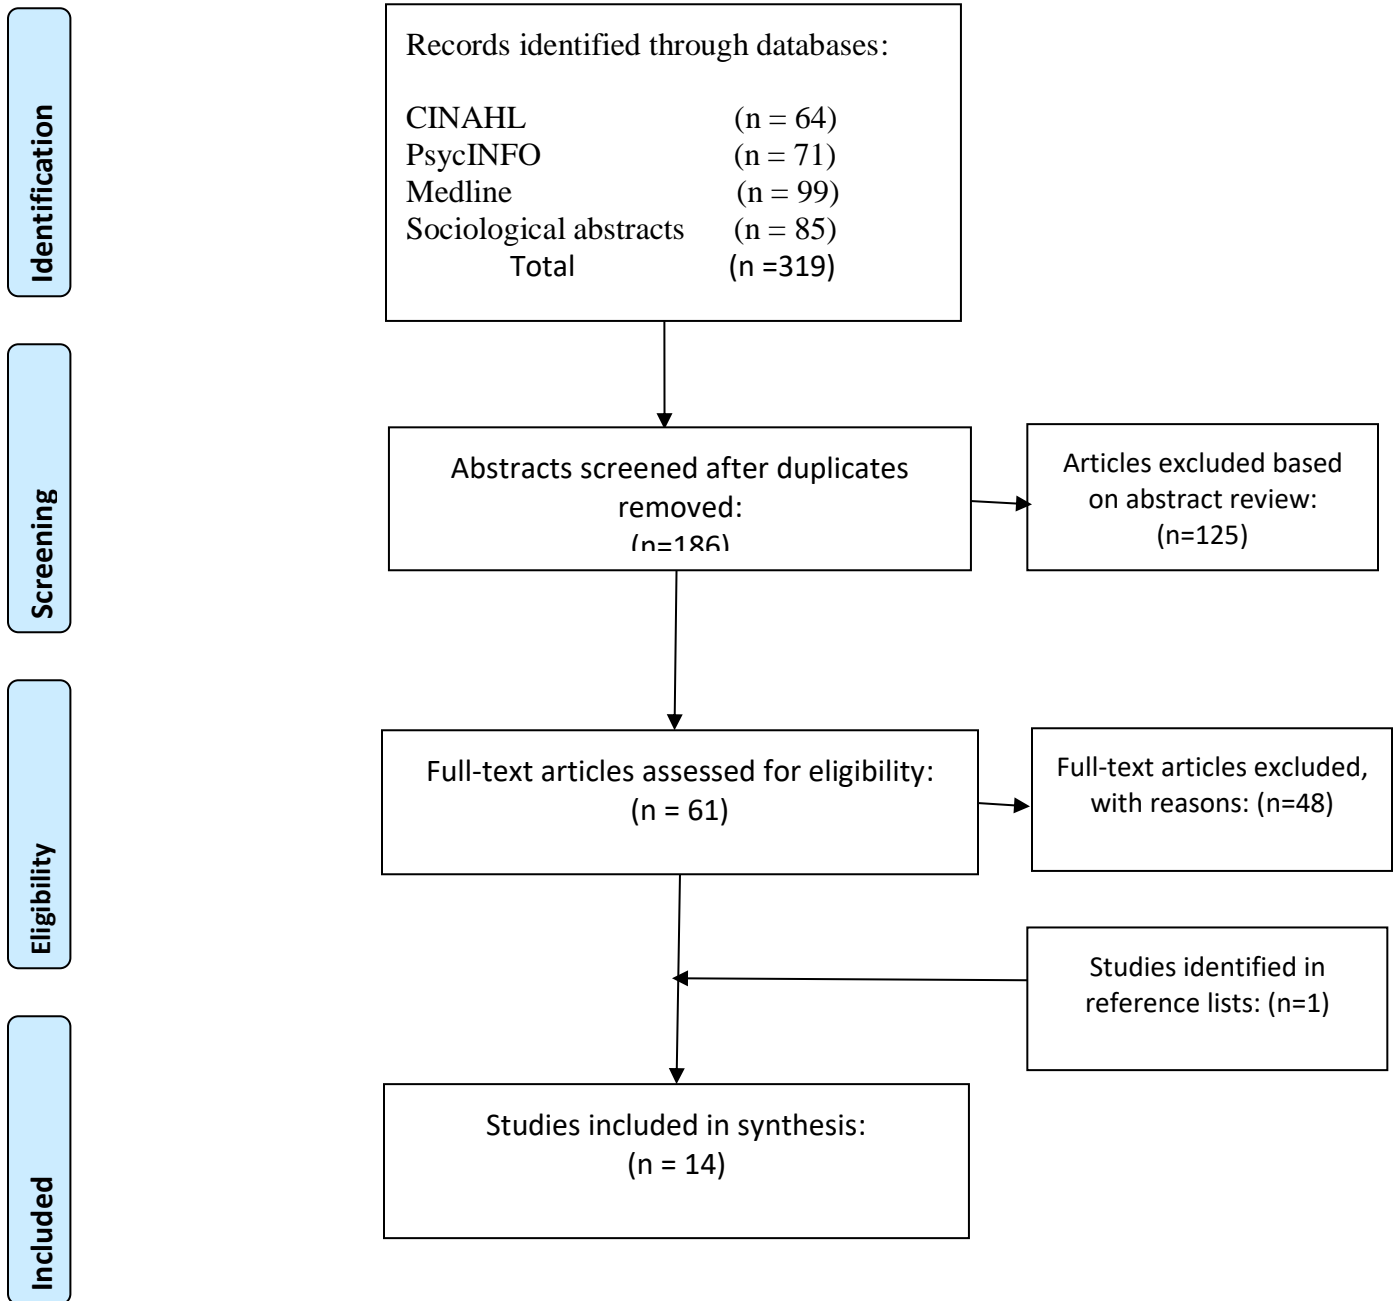 Identification
Records identified through databases:
CINAHL (n = 64)
PsycINFO (n = 71)
Medline (n = 99)
Sociological abstracts (n = 85)
Total (n =319)
Screening
Abstracts screened after duplicates
removed:
(n=186)
Articles excluded based
on abstract review:
(n=125)
Eligibility
Full-text articles assessed for eligibility:
(n = 61)
Full-text articles excluded,
with reasons: (n=48)
Studies identified in
reference lists: (n=1)
Included
Studies included in synthesis:
(n = 14)